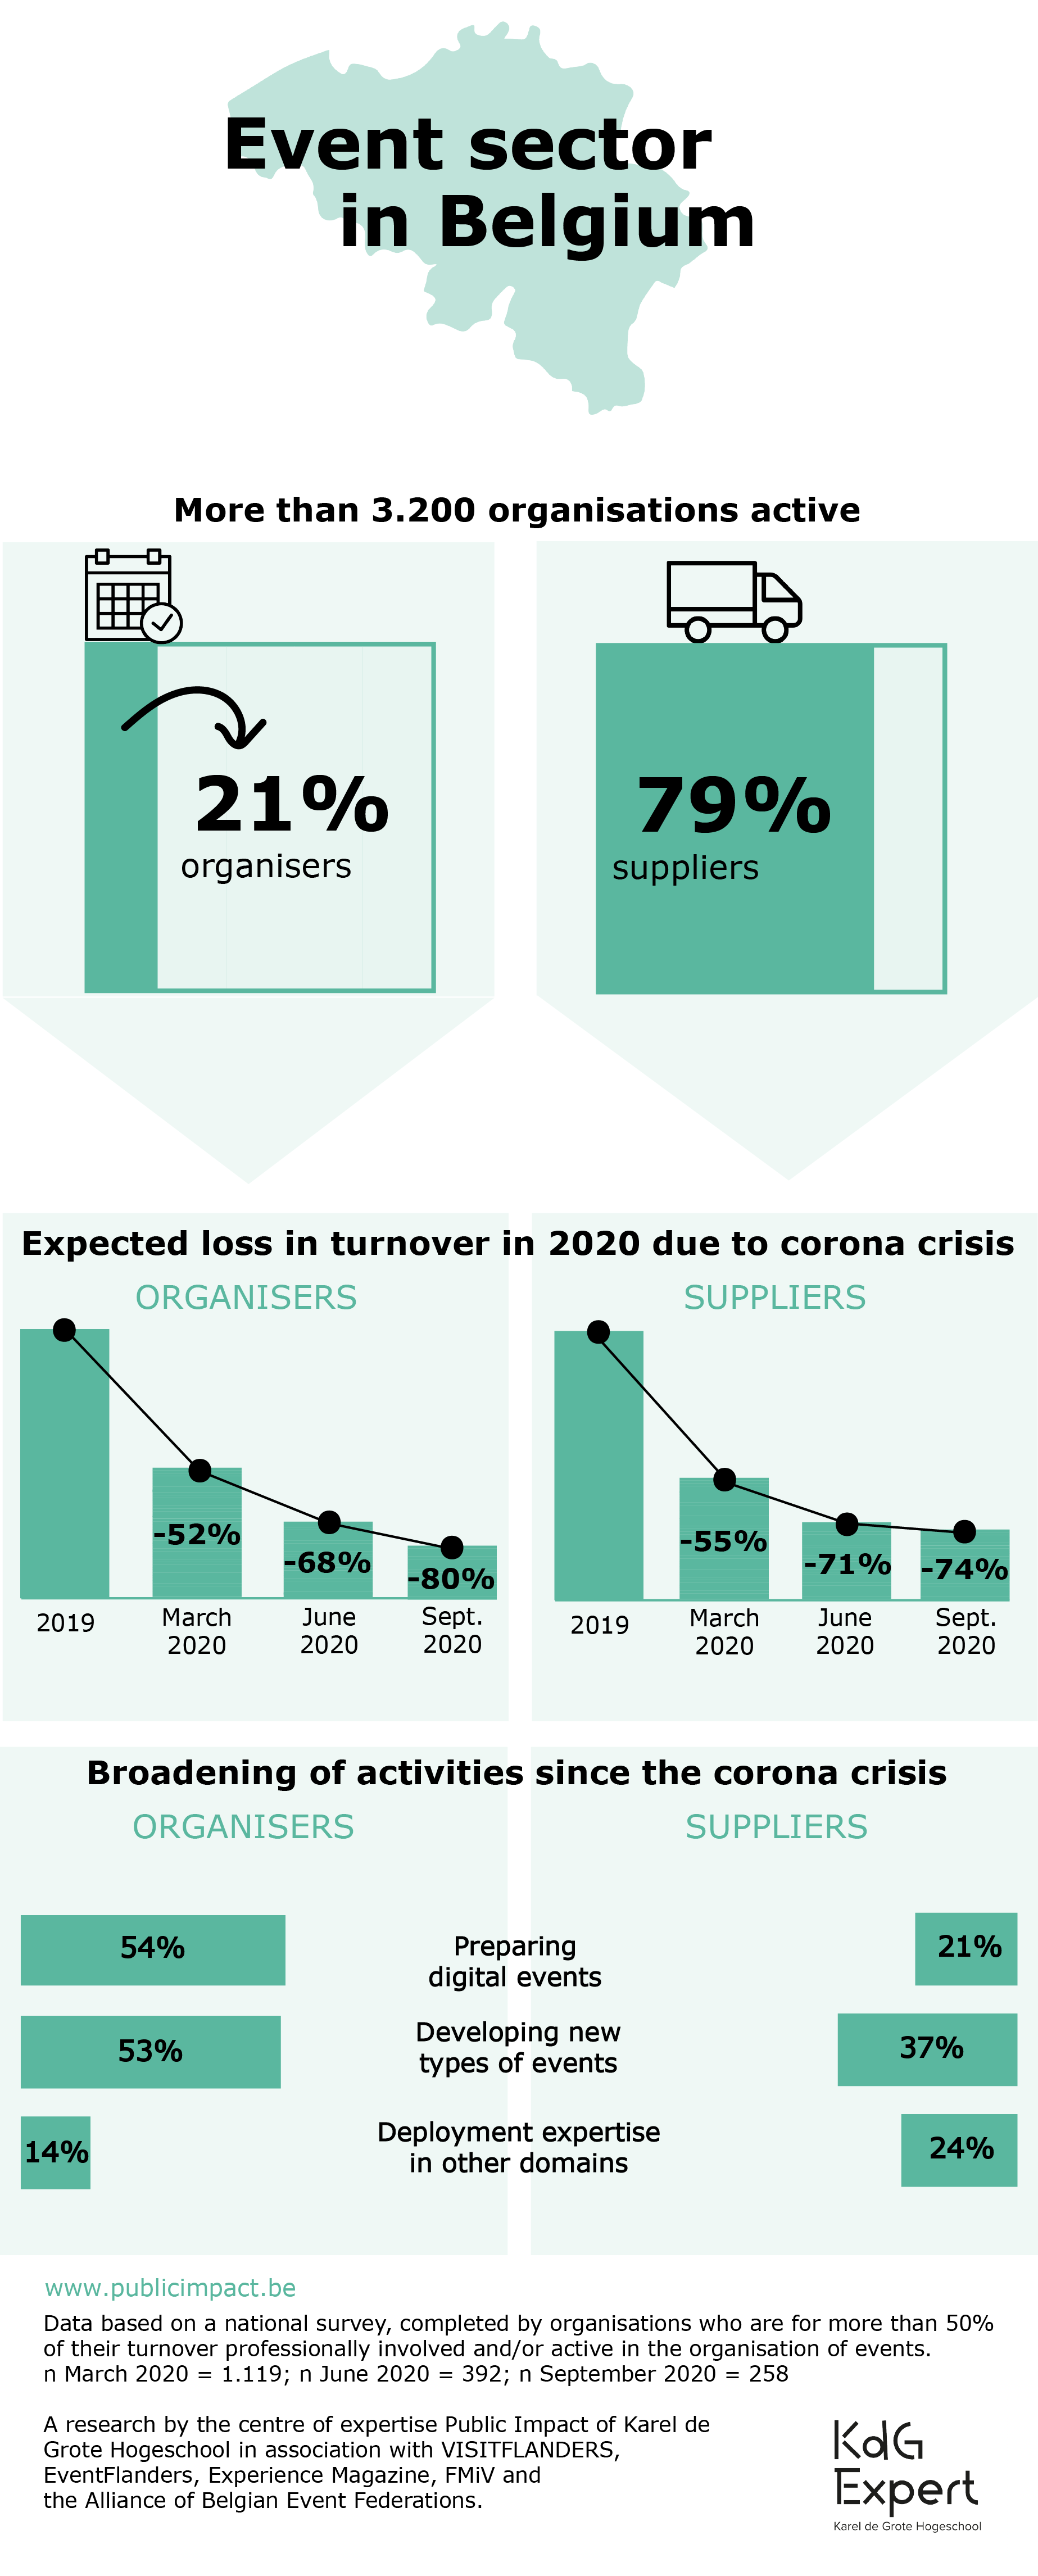 Event sector
in Belgium
More than 3.200 organisations active
21%
organisers
79%
suppliers
Expected loss in turnover in 2020 due to corona crisis
ORGANISERS
-52%
-68%
-80%
2019
March
2020
June
2020
Sept.
2020
SUPPLIERS
-55%
-71%
-74%
2019
March
2020
June
2020
Sept.
2020
Broadening of activities since the corona crisis
ORGANISERS
SUPPLIERS
54%
Preparing
digital events
21%
53%
Developing new
types of events
37%
14%
Deployment expertise
in other domains
24%
www.publicimpact.be
Data based on a national survey, completed by organisations who are for more than 50%
of their turnover professionally involved and/or active in the organisation of events.
n March 2020 = 1.119; n June 2020 = 392; n September 2020 = 258
A research by the centre of expertise Public Impact of Karel de
Grote Hogeschool in association with VISITFLANDERS,
EventFlanders, Experience Magazine, FMiV and
the Alliance of Belgian Event Federations.
KdG
Expert
Karel de Grote Hogeschool